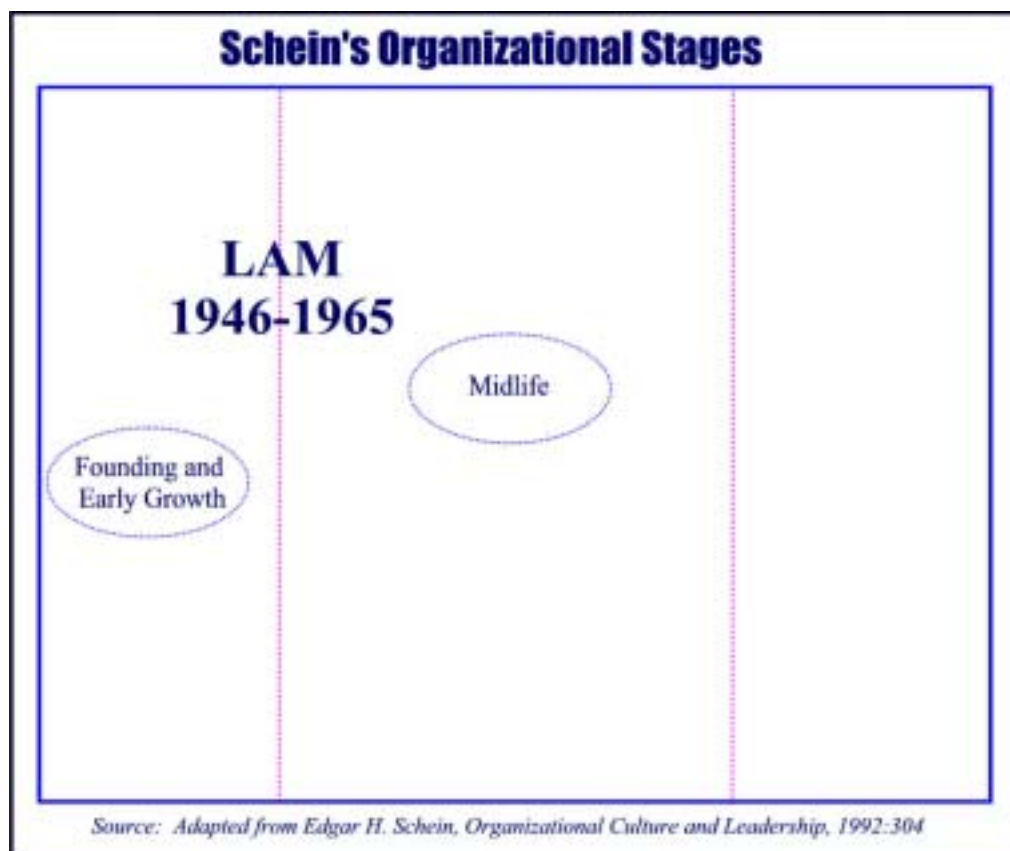 Schein's Organizational Stages
LAM
1946-1965
Midlife
Founding and
Early Growth
Source: Adapted from Edgar H. Schein, Organizational Culture and Leadership, 1992:304